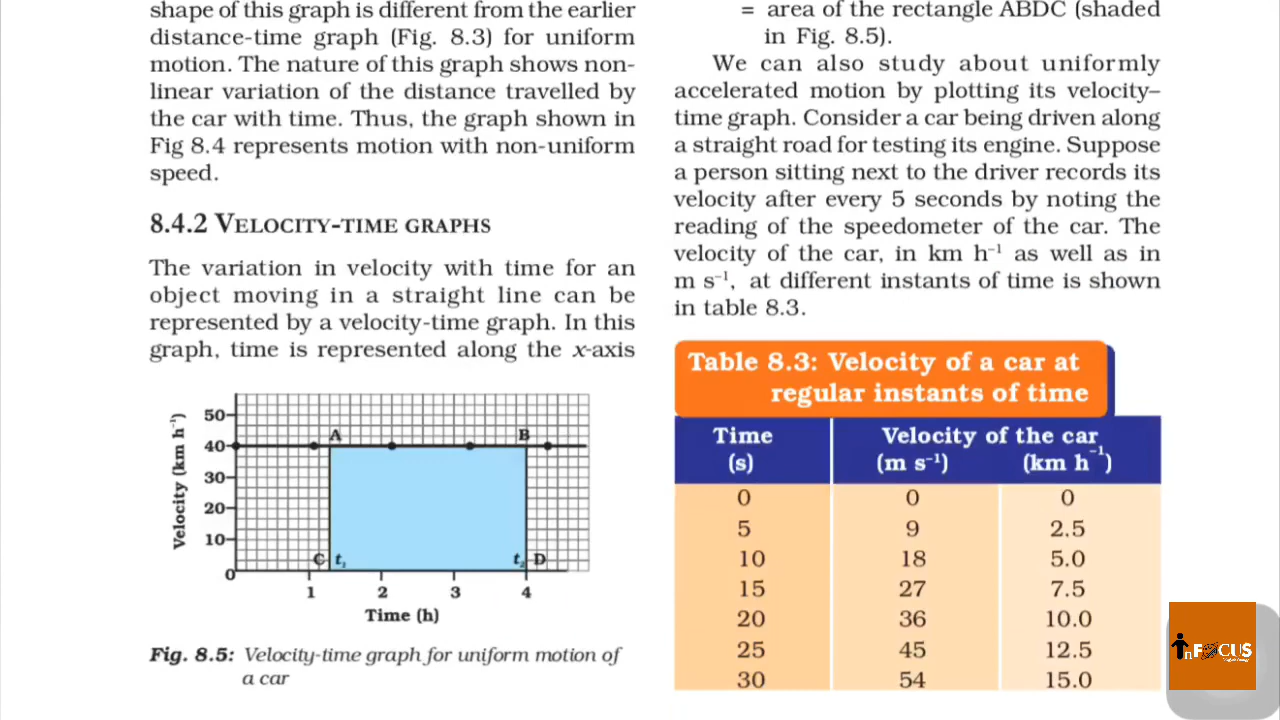 shape of this graph is different from the earlier
distance-time graph (Fig. 8.3) for uniform
motion. The nature of this graph shows non-
linear variation of the distance travelled by
the car with time. Thus, the graph shown in
Fig 8.4 represents motion with non-uniform
speed.
8.4.2 VELOCITY-TIME GRAPHS
The variation in velocity with time for an
object moving in a straight line can be
represented by a velocity-time graph. In this
graph, time is represented along the x-axis
Velocity (km h⁻¹)
50
40
30
20
10
0
A
B
C
t₁
t₂
D
1
2
3
4
Time (h)
Fig. 8.5: Velocity-time graph for uniform motion of
a car
= area of the rectangle ABDC (shaded
in Fig. 8.5).
We can also study about uniformly
accelerated motion by plotting its velocity–
time graph. Consider a car being driven along
a straight road for testing its engine. Suppose
a person sitting next to the driver records its
velocity after every 5 seconds by noting the
reading of the speedometer of the car. The
velocity of the car, in km h⁻¹ as well as in
m s⁻¹, at different instants of time is shown
in table 8.3.
Table 8.3: Velocity of a car at
regular instants of time
Time Velocity of the car
(s) (m s⁻¹) (km h⁻¹)
0 0 0
5 9 2.5
10 18 5.0
15 27 7.5
20 36 10.0
25 45 12.5
30 54 15.0
inFOCUS